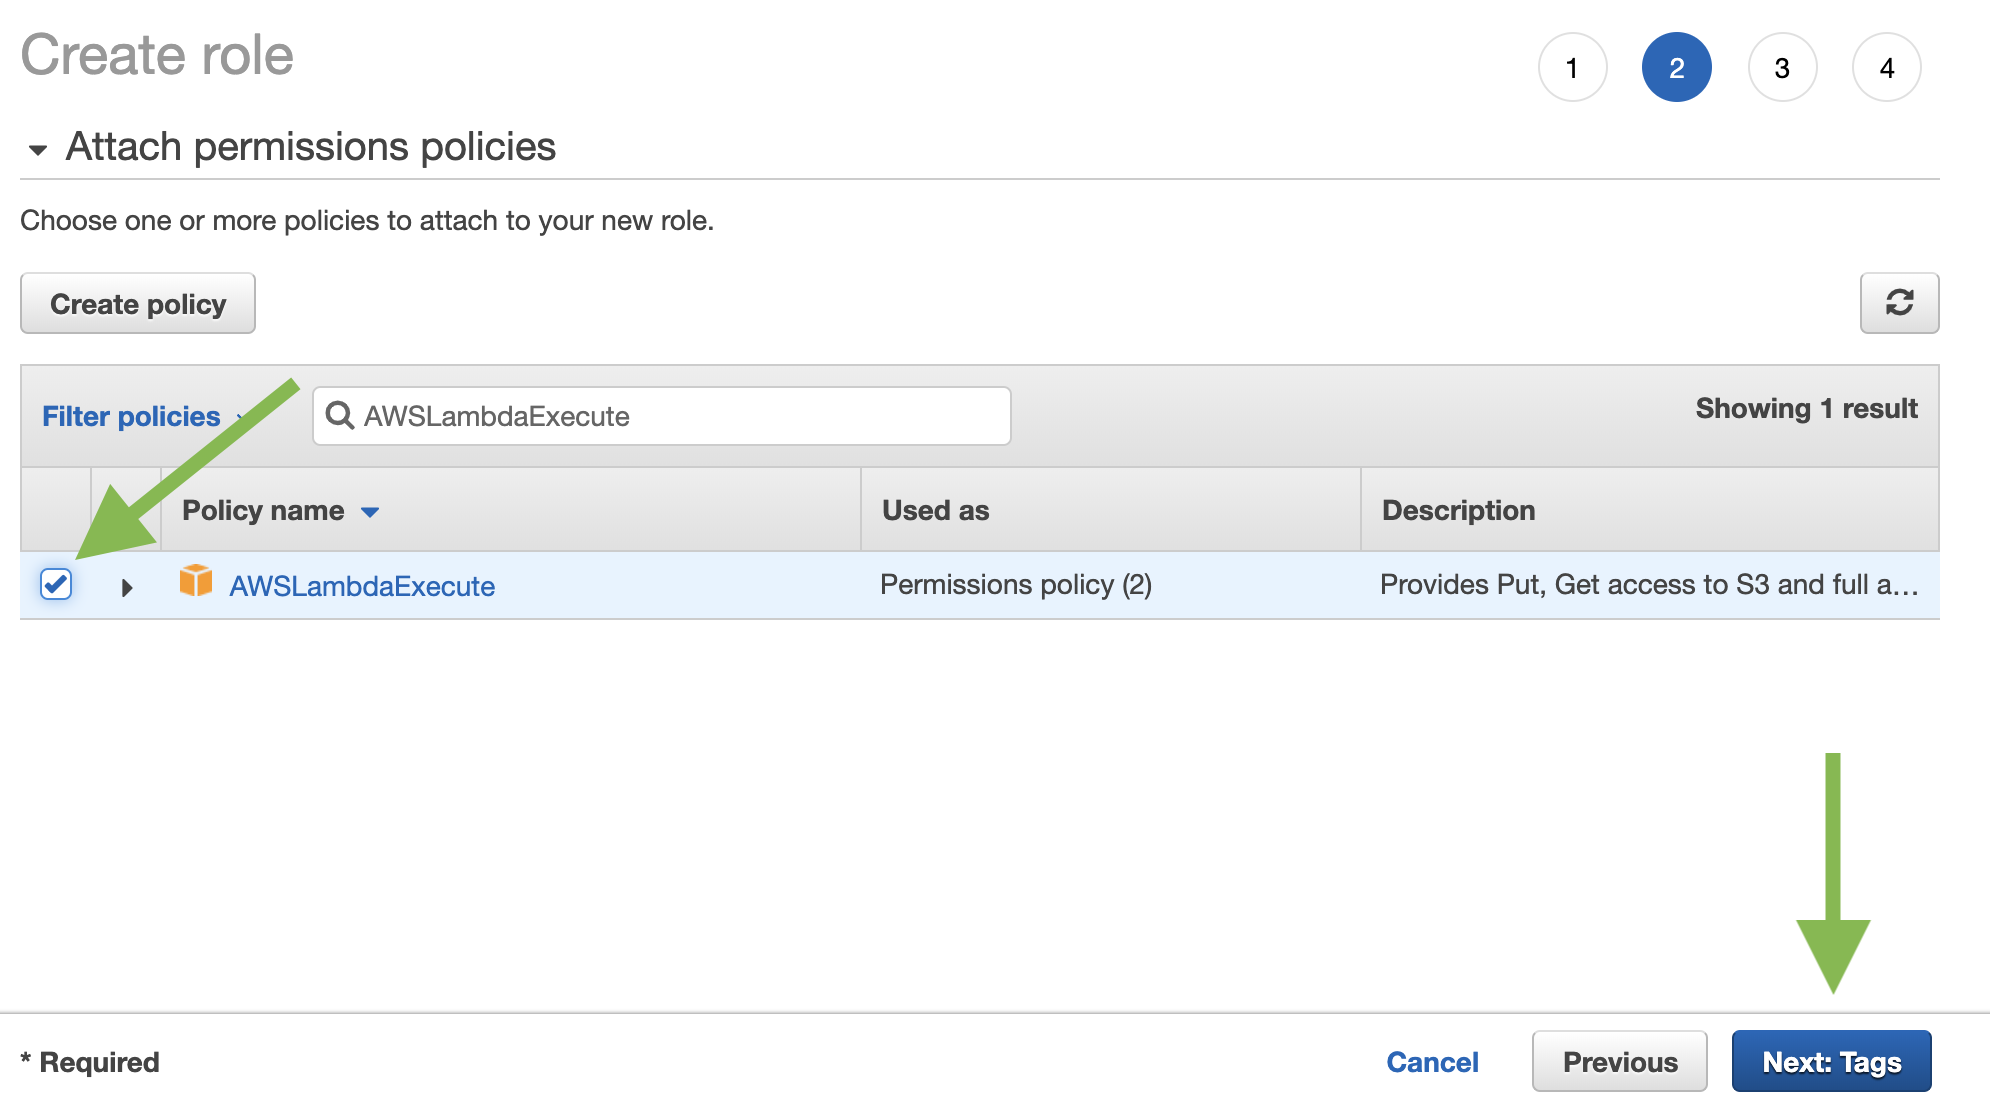 Create role
1 2 3 4
Attach permissions policies
Choose one or more policies to attach to your new role.
Create policy
Filter policies AWSLambdaExecute Showing 1 result
Policy name Used as Description
AWSLambdaExecute Permissions policy (2) Provides Put, Get access to S3 and full a…
* Required Cancel Previous Next: Tags